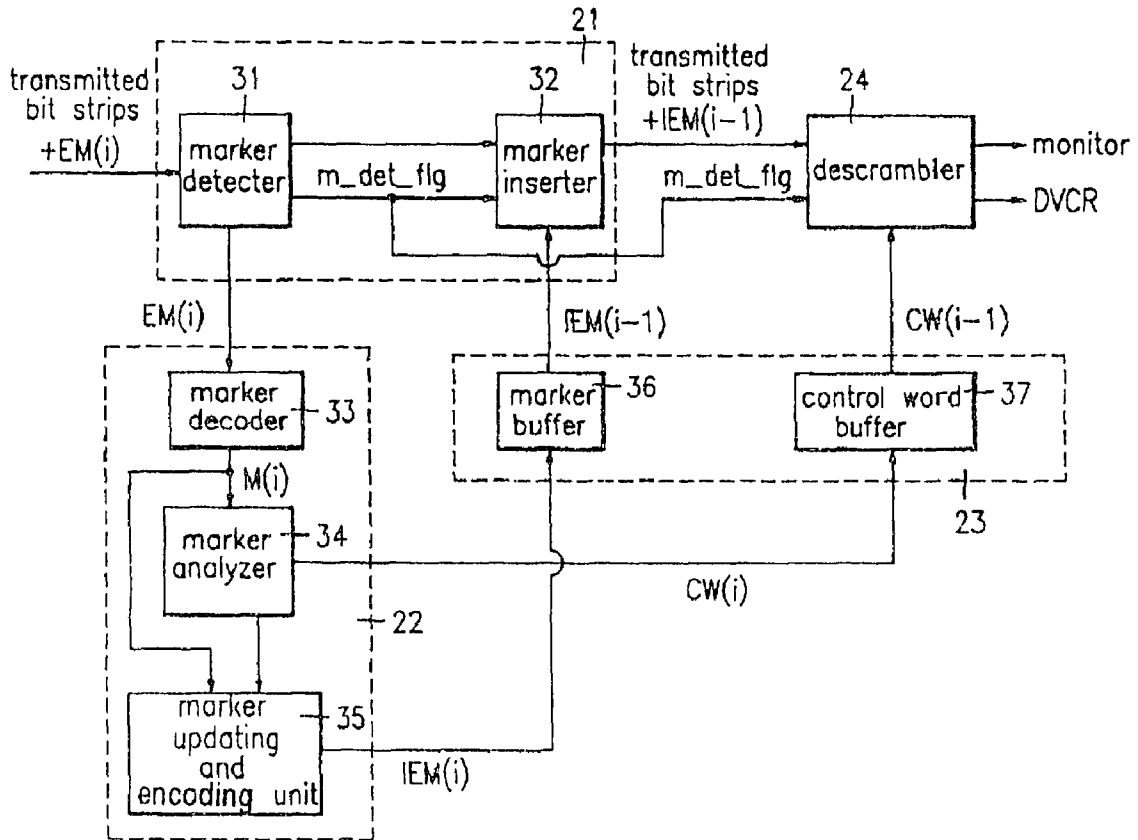 21
transmitted
bit strips
+EM(i)
31
marker
detecter
m_det_flg
32
marker
inserter
transmitted
bit strips
+IEM(i-1)
m_det_flg
24
descrambler
monitor
DVCR
EM(i)
IEM(i-1)
CW(i-1)
marker
decoder
33
marker
buffer
36
control word
buffer
37
23
M(i)
marker
analyzer
34
CW(i)
22
marker
updating
and
encoding unit
35
IEM(i)